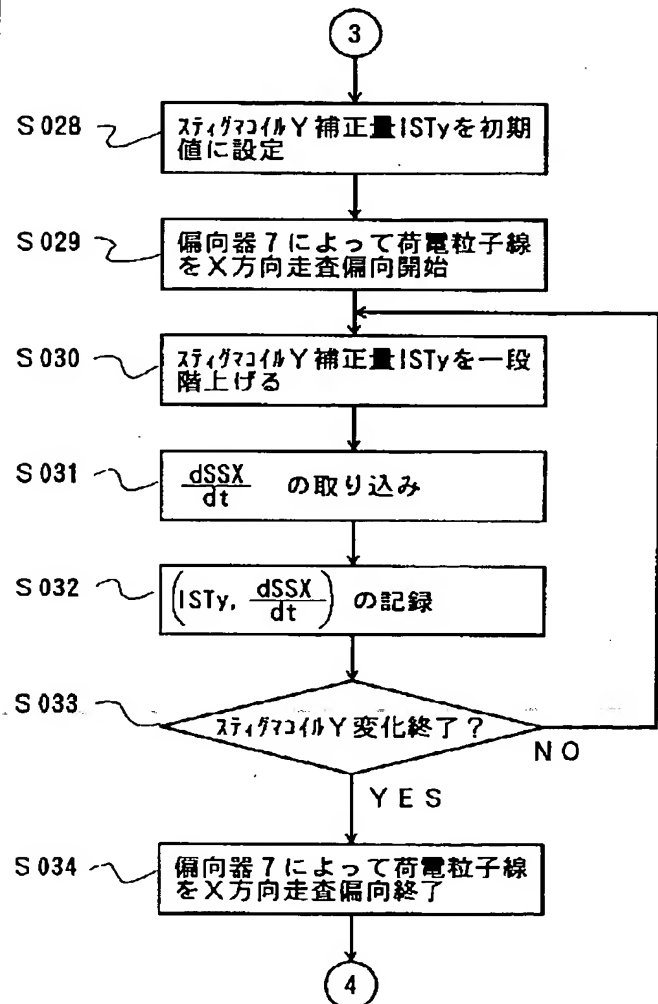 3
S028
スティグマコイルY補正量ISTyを初期
値に設定
S029
偏向器7によって荷電粒子線
をX方向走査偏向開始
S030
スティグマコイルY補正量ISTyを一段
階上げる
S031
dSSX/dt の取り込み
S032
(ISTy, dSSX/dt) の記録
S033
スティグマコイルY変化終了?
NO
YES
S034
偏向器7によって荷電粒子線
をX方向走査偏向終了
4